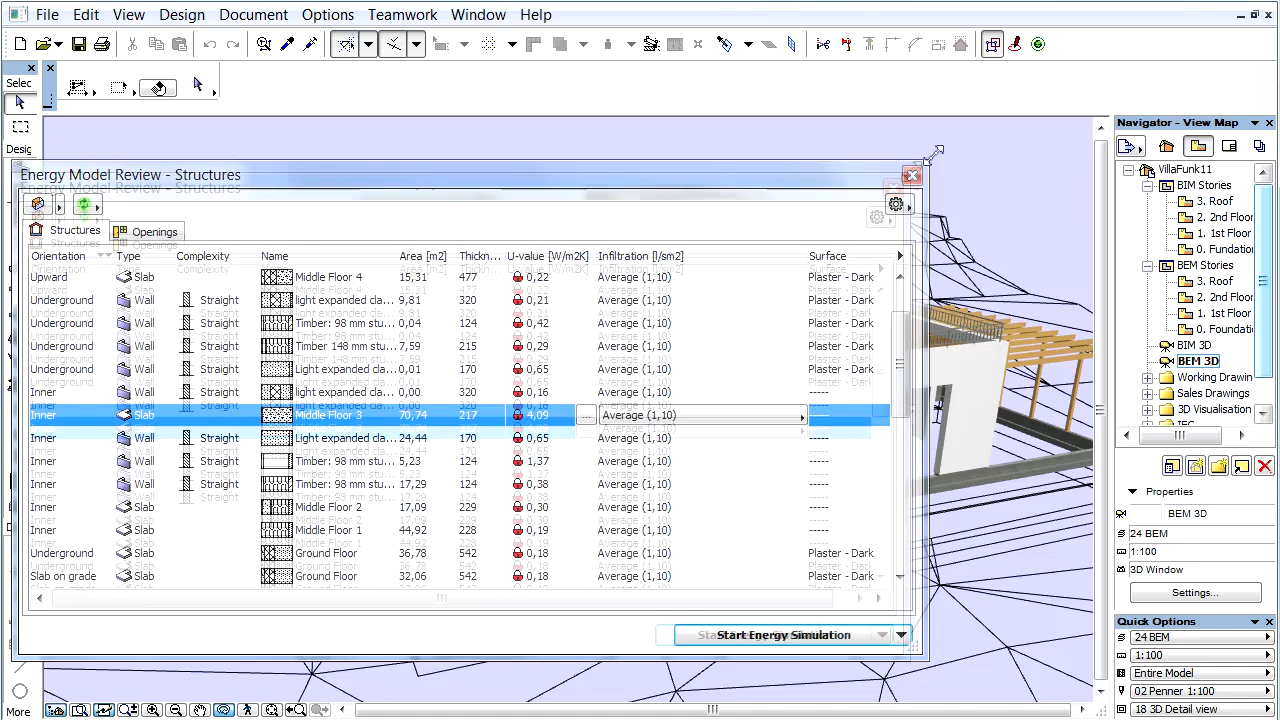 File Edit View Design Document Options Teamwork Window Help
Selec
Desig
More
Energy Model Review - Structures
Structures Openings
Orientation Type Complexity Name Area [m2] Thickn... U-value [W/m2K] Infiltration [l/sm2] Surface
Upward Slab Middle Floor 4 15,31 477 0,22 Average (1,10) Plaster - Dark
Underground Wall Straight light expanded cla... 9,81 320 0,21 Average (1,10) Plaster - Dark
Underground Wall Straight Timber: 98 mm stu... 0,04 124 0,42 Average (1,10) Plaster - Dark
Underground Wall Straight Timber 148 mm stu... 7,59 215 0,29 Average (1,10) Plaster - Dark
Underground Wall Straight Light expanded cla... 0,01 170 0,65 Average (1,10) Plaster - Dark
Inner Wall Straight light expanded cla... 0,00 320 0,16 Average (1,10) -----
Inner Slab Middle Floor 3 70,74 217 4,09 ... Average (1,10) -----
Inner Wall Straight Light expanded cla... 24,44 170 0,65 Average (1,10) -----
Inner Wall Straight Timber: 98 mm stu... 5,23 124 1,37 Average (1,10) -----
Inner Wall Straight Timber: 98 mm stu... 17,29 124 0,38 Average (1,10) -----
Inner Slab Middle Floor 2 17,09 229 0,30 Average (1,10) -----
Inner Slab Middle Floor 1 44,92 228 0,19 Average (1,10) -----
Underground Slab Ground Floor 36,78 542 0,18 Average (1,10) Plaster - Dark
Slab on grade Slab Ground Floor 32,06 542 0,18 Average (1,10) Plaster - Dark
Start Energy Simulation
Navigator - View Map
VillaFunk11
BIM Stories
3. Roof
2. 2nd Floor
1. 1st Floor
0. Fundatio
BEM Stories
3. Roof
2. 2nd Floor
1. 1st Floor
0. Foundatio
BIM 3D
BEM 3D
Working Drawin
Sales Drawings
3D Visualisation
IFC
Properties
BEM 3D
24 BEM
1:100
3D Window
Settings...
Quick Options
24 BEM
1:100
Entire Model
02 Penner 1:100
18 3D Detail view